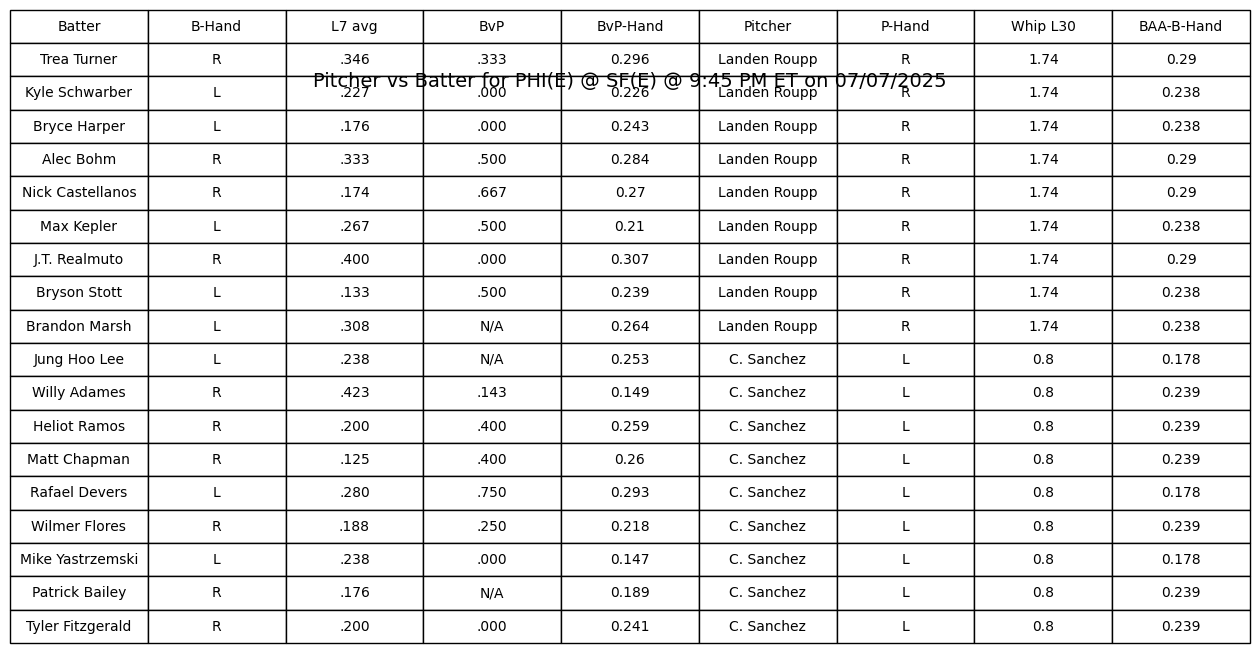 Batter B-Hand L7 avg BvP BvP-Hand Pitcher P-Hand Whip L30 BAA-B-Hand
Trea Turner R .346 .333 0.296 Landen Roupp R 1.74 0.29
Pitcher vs Batter for PHI(E) @ SF(E) @ 9:45 PM ET on 07/07/2025
Kyle Schwarber L .227 .000 0.226 Landen Roupp R 1.74 0.238
Bryce Harper L .176 .000 0.243 Landen Roupp R 1.74 0.238
Alec Bohm R .333 .500 0.284 Landen Roupp R 1.74 0.29
Nick Castellanos R .174 .667 0.27 Landen Roupp R 1.74 0.29
Max Kepler L .267 .500 0.21 Landen Roupp R 1.74 0.238
J.T. Realmuto R .400 .000 0.307 Landen Roupp R 1.74 0.29
Bryson Stott L .133 .500 0.239 Landen Roupp R 1.74 0.238
Brandon Marsh L .308 N/A 0.264 Landen Roupp R 1.74 0.238
Jung Hoo Lee L .238 N/A 0.253 C. Sanchez L 0.8 0.178
Willy Adames R .423 .143 0.149 C. Sanchez L 0.8 0.239
Heliot Ramos R .200 .400 0.259 C. Sanchez L 0.8 0.239
Matt Chapman R .125 .400 0.26 C. Sanchez L 0.8 0.239
Rafael Devers L .280 .750 0.293 C. Sanchez L 0.8 0.178
Wilmer Flores R .188 .250 0.218 C. Sanchez L 0.8 0.239
Mike Yastrzemski L .238 .000 0.147 C. Sanchez L 0.8 0.178
Patrick Bailey R .176 N/A 0.189 C. Sanchez L 0.8 0.239
Tyler Fitzgerald R .200 .000 0.241 C. Sanchez L 0.8 0.239